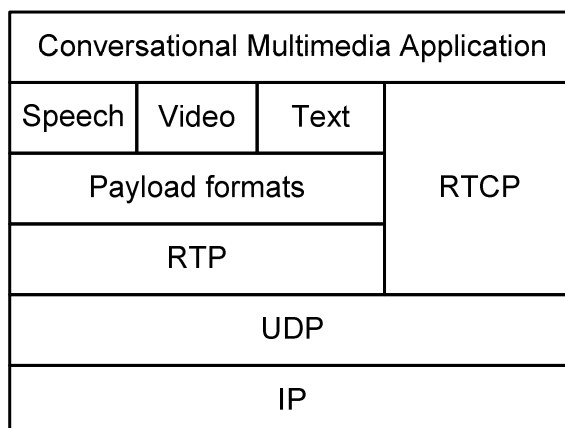 Conversational Multimedia Application
Speech
Video
Text
Payload formats
RTCP
RTP
UDP
IP